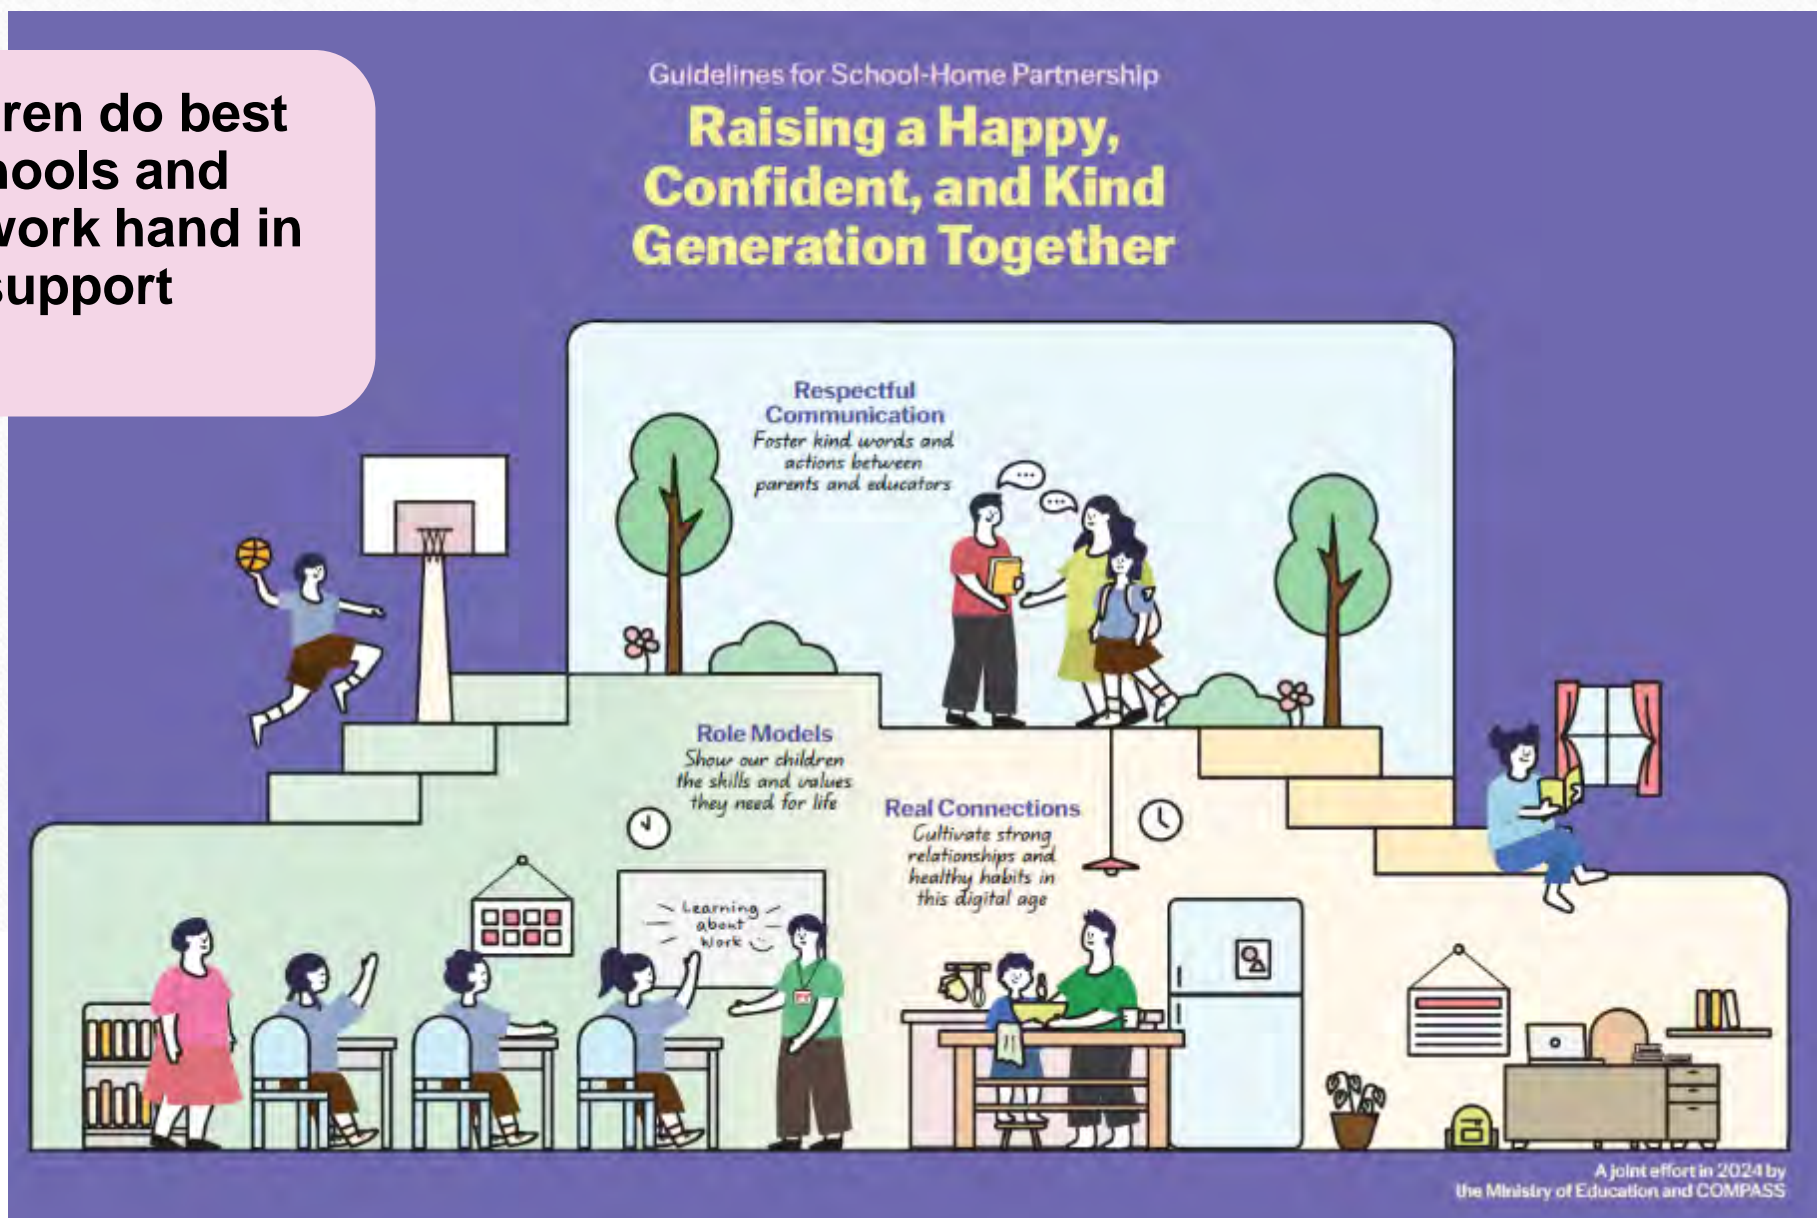 ren do best
ools and
work hand in
support
Guidelines for School-Home Partnership
Raising a Happy,
Confident, and Kind
Generation Together
Respectful
Communication
Foster kind words and
actions between
parents and educators
Role Models
Show our children
the skills and values
they need for life
Real Connections
Cultivate strong
relationships and
healthy habits in
this digital age
Learning
about
Work
A joint effort in 2024 by
the Ministry of Education and COMPASS